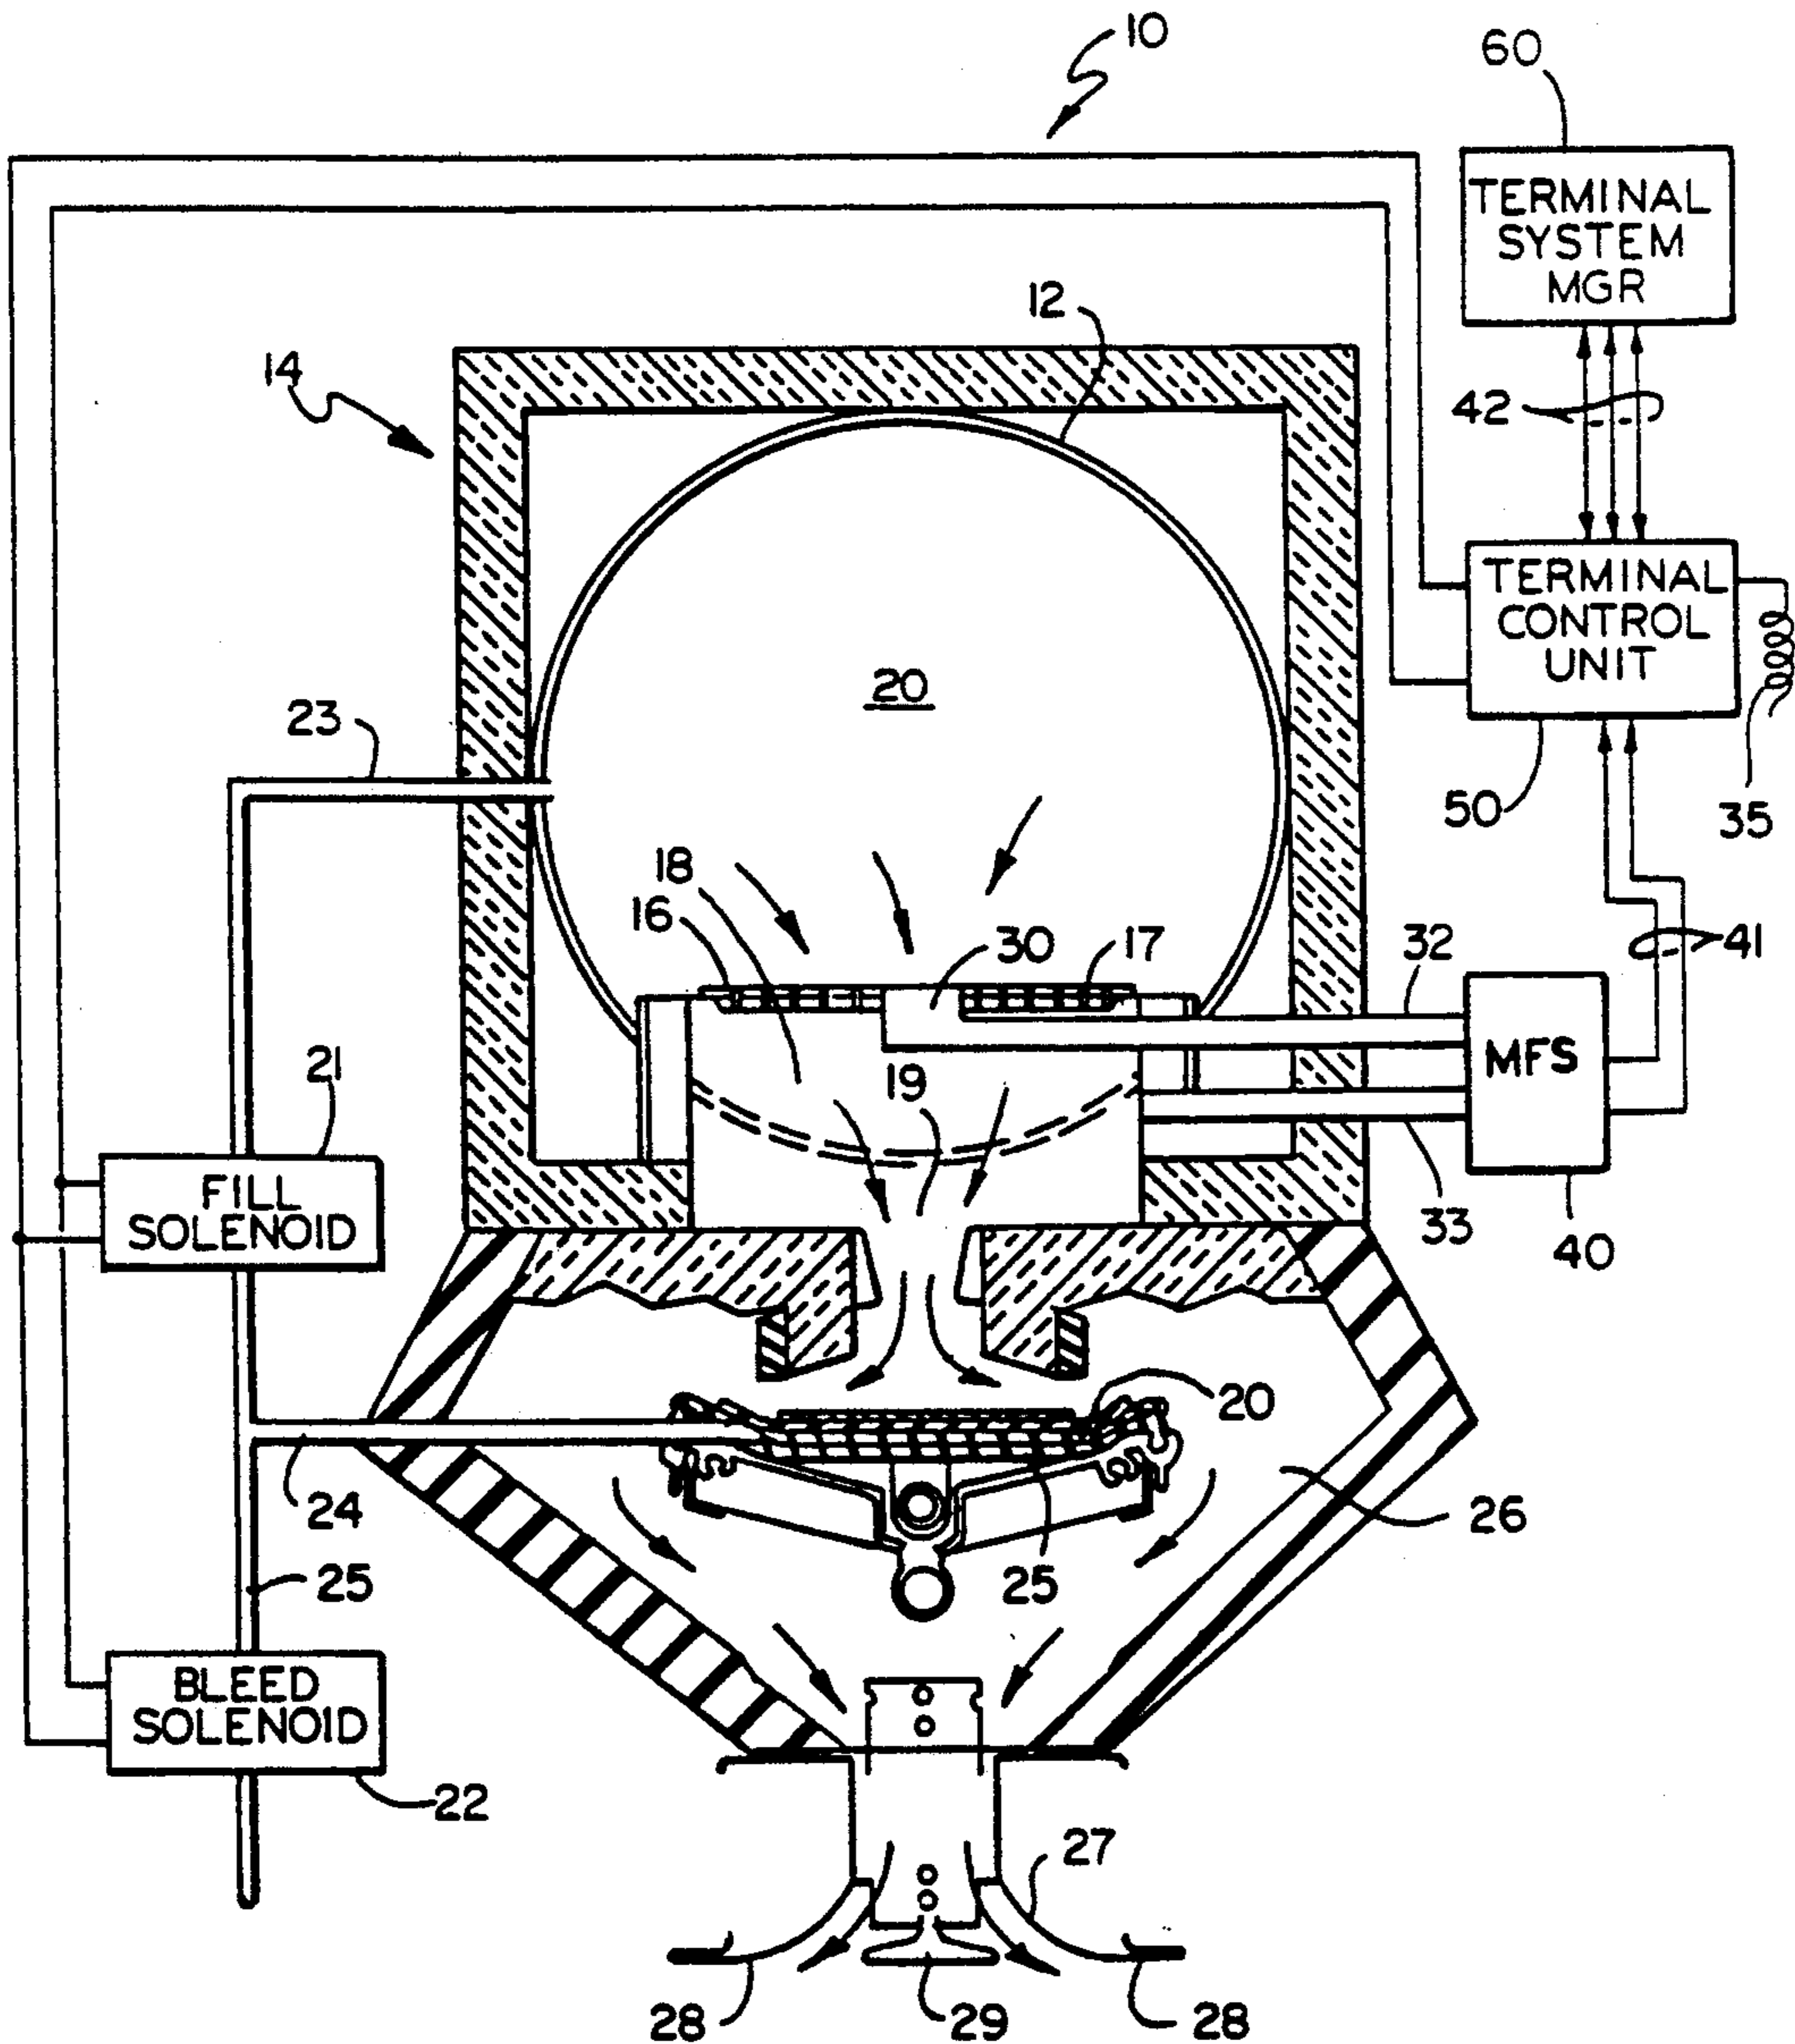 10
60
TERMINAL
SYSTEM
MGR
12
14
42
TERMINAL
CONTROL
UNIT
20
23
50
35
18
16
30
17
32
41
MFS
21
19
FILL
SOLENOID
33
40
20
24
26
25
25
BLEED
SOLENOID
22
27
28
29
28